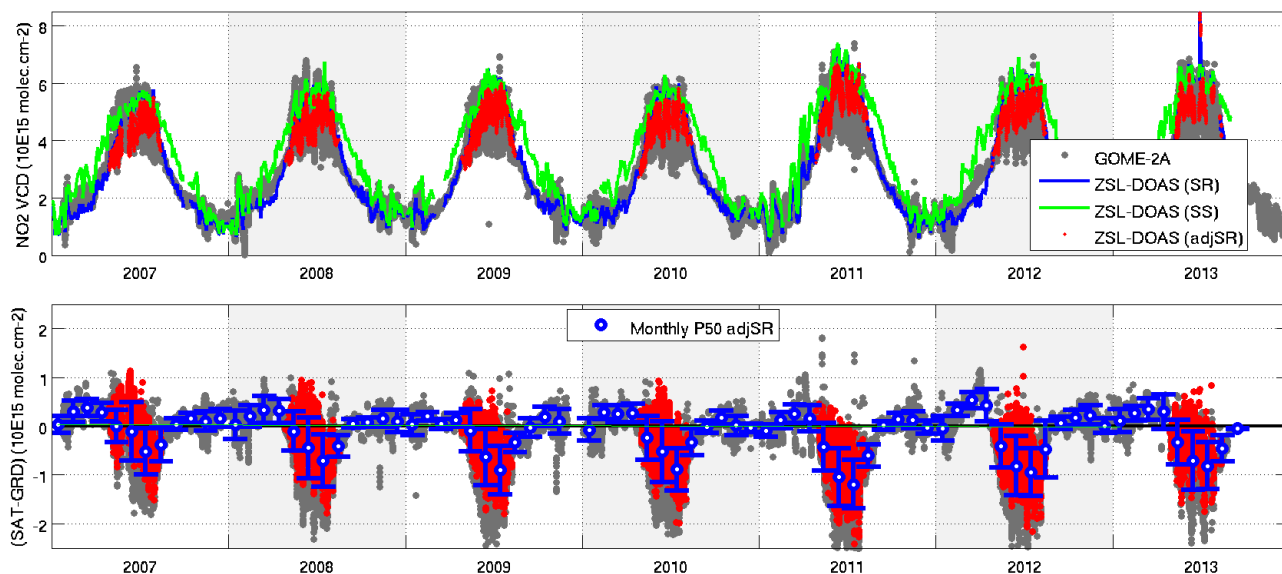 NO2 VCD (10E15 molec.cm-2)
8
6
4
2
0
GOME-2A
ZSL-DOAS (SR)
ZSL-DOAS (SS)
ZSL-DOAS (adjSR)
2007 2008 2009 2010 2011 2012 2013
(SAT-GRD) (10E15 molec.cm-2)
2
1
0
-1
-2
Monthly P50 adjSR
2007 2008 2009 2010 2011 2012 2013